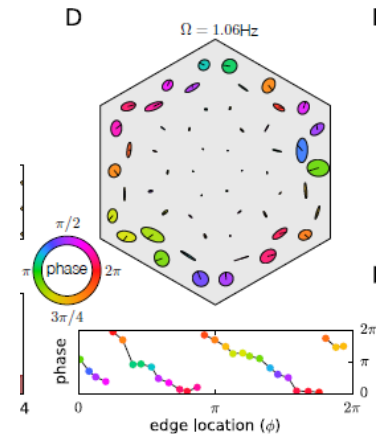 D
Ω = 1.06Hz
π/2
π
phase
2π
3π/4
4
phase
2π
0
0
π
2π
edge location (ϕ)